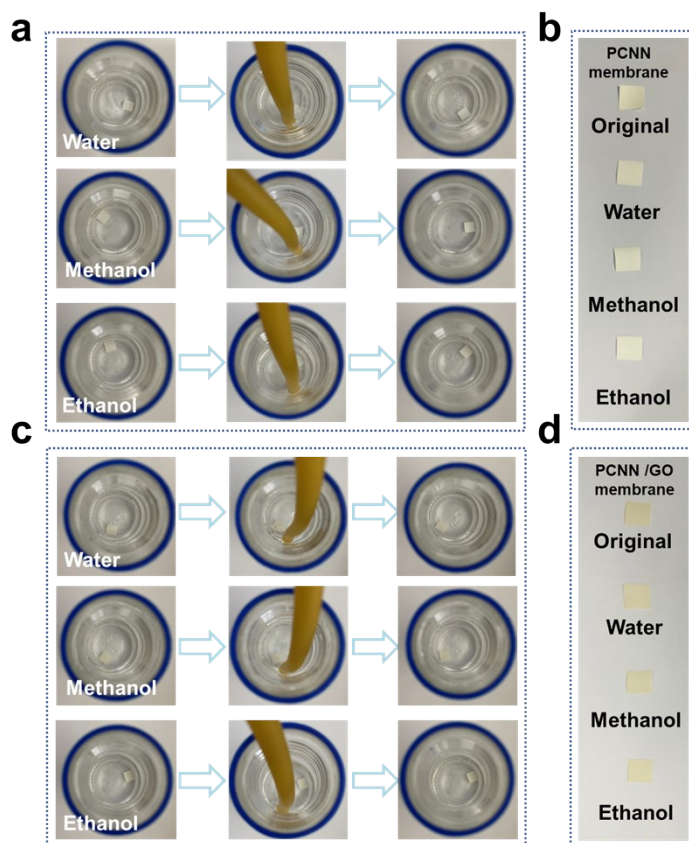 a
Water
Methanol
Ethanol
b
PCNN
membrane
Original
Water
Methanol
Ethanol
c
Water
Methanol
Ethanol
d
PCNN /GO
membrane
Original
Water
Methanol
Ethanol